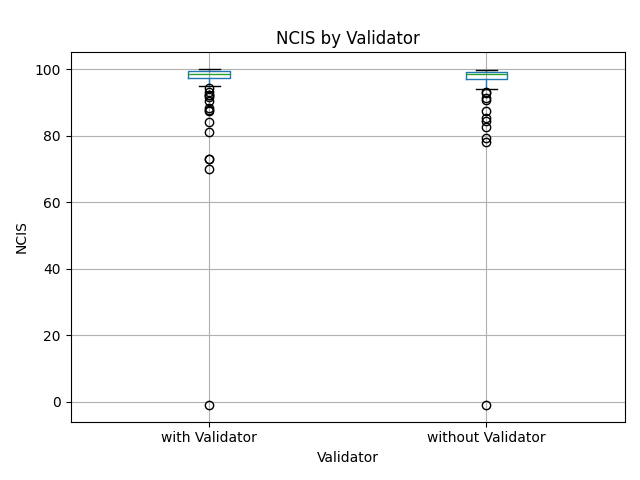 NCIS by Validator
100
80
60
40
20
0
NCIS
with Validator
without Validator
Validator